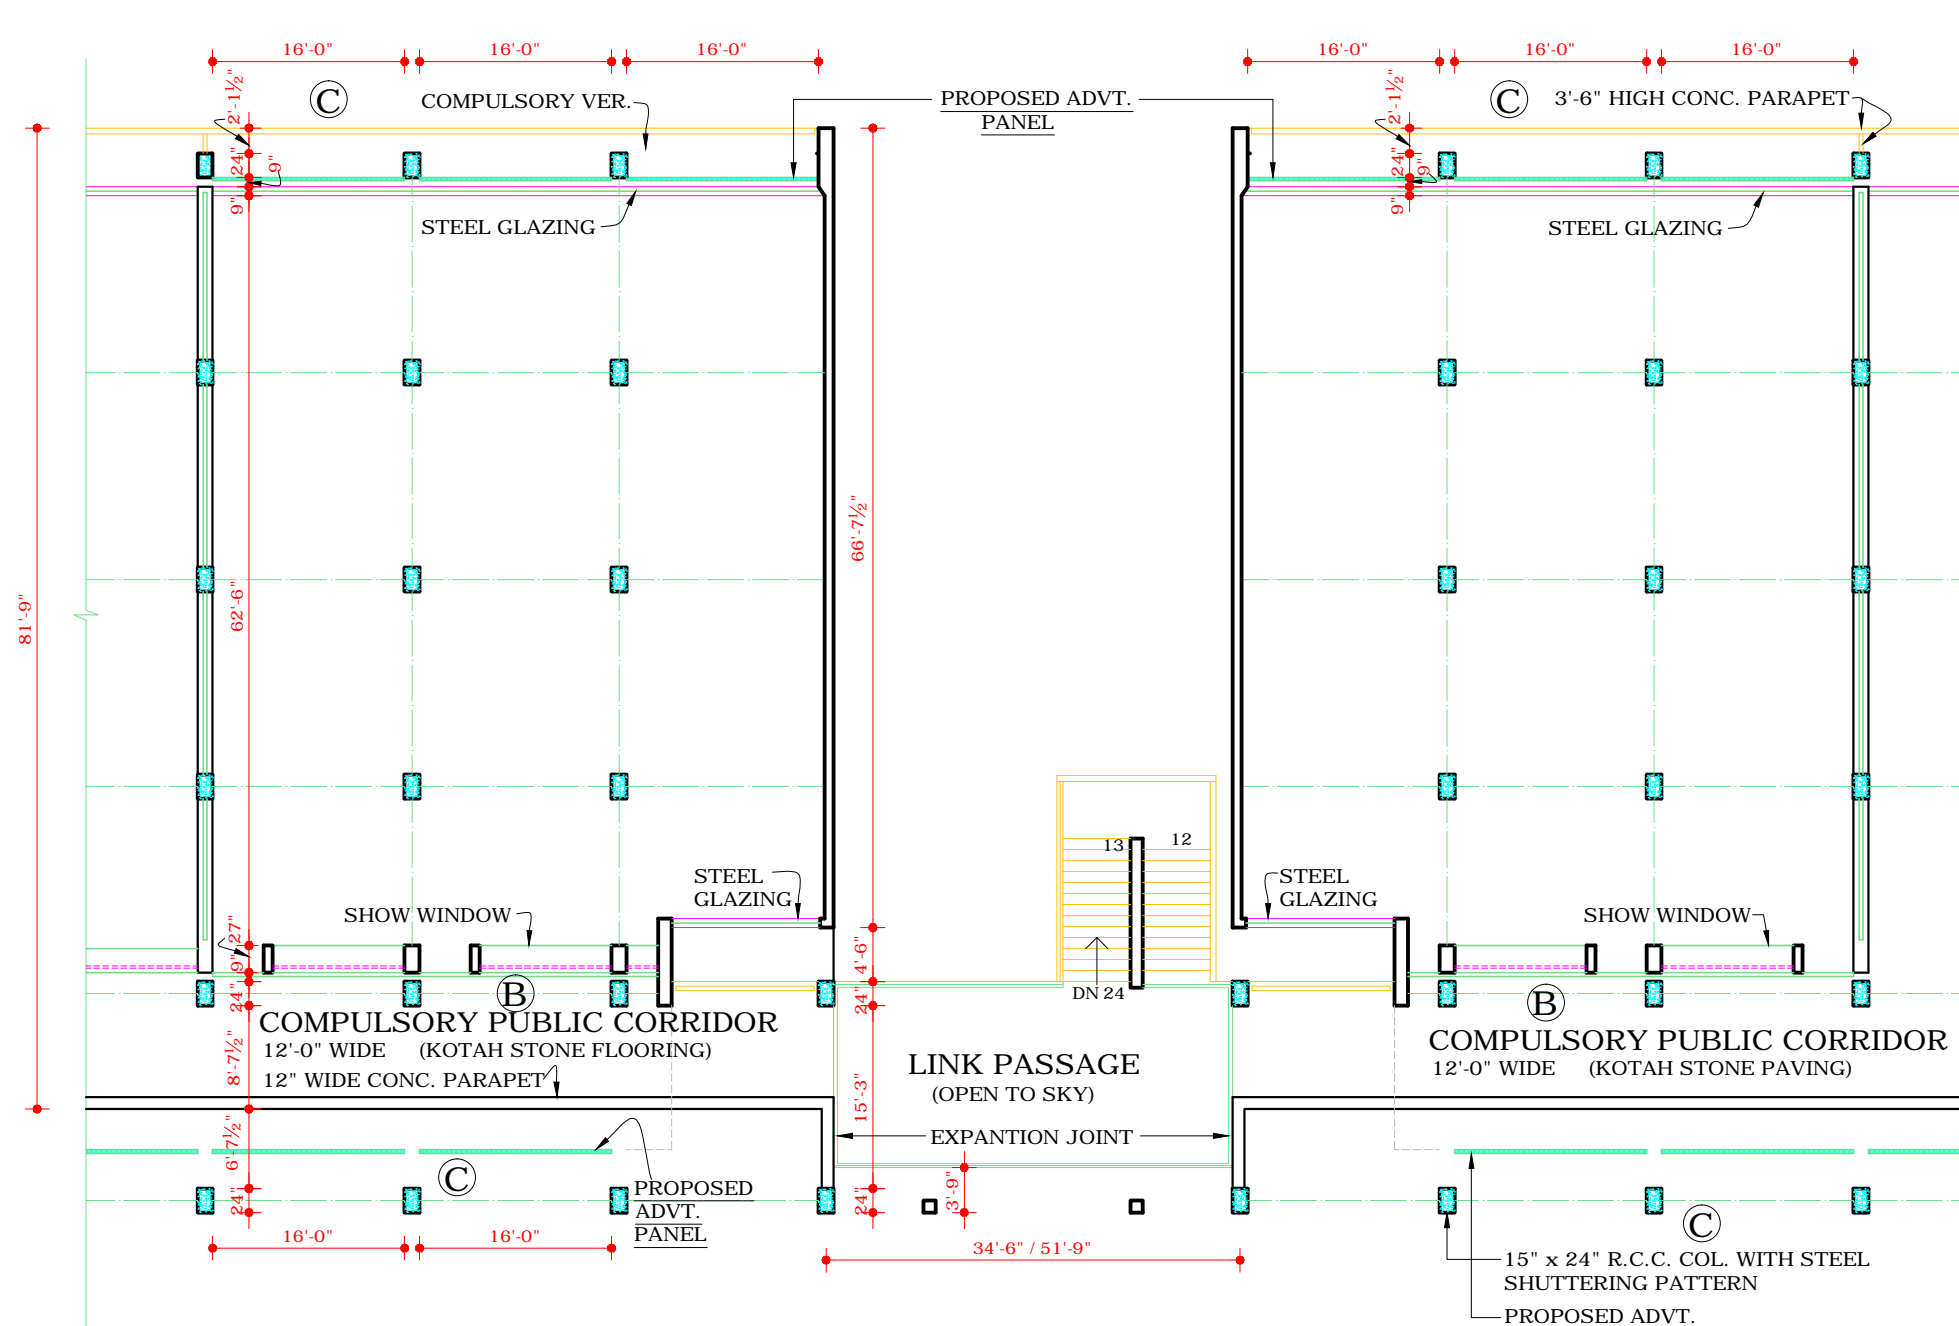 16'-0"
16'-0"
16'-0"
16'-0"
16'-0"
16'-0"
2'-1½"
C
COMPULSORY VER.
PROPOSED ADVT.
PANEL
2'-1½"
C
3'-6" HIGH CONC. PARAPET
24"
9"
9"
STEEL GLAZING
24"
9"
9"
STEEL GLAZING
66'-7½"
81'-9"
62'-6"
13
12
STEEL
GLAZING
STEEL
GLAZING
SHOW WINDOW
SHOW WINDOW
27"
9"
4'-6"
24"
B
24"
DN 24
B
COMPULSORY PUBLIC CORRIDOR
12'-0" WIDE (KOTAH STONE FLOORING)
12" WIDE CONC. PARAPET
8'-7½"
LINK PASSAGE
(OPEN TO SKY)
COMPULSORY PUBLIC CORRIDOR
12'-0" WIDE (KOTAH STONE PAVING)
15'-3"
EXPANTION JOINT
6'-7½"
C
24"
PROPOSED
ADVT.
PANEL
24"
3'-9"
C
16'-0"
16'-0"
34'-6" / 51'-9"
15" x 24" R.C.C. COL. WITH STEEL
SHUTTERING PATTERN
PROPOSED ADVT.